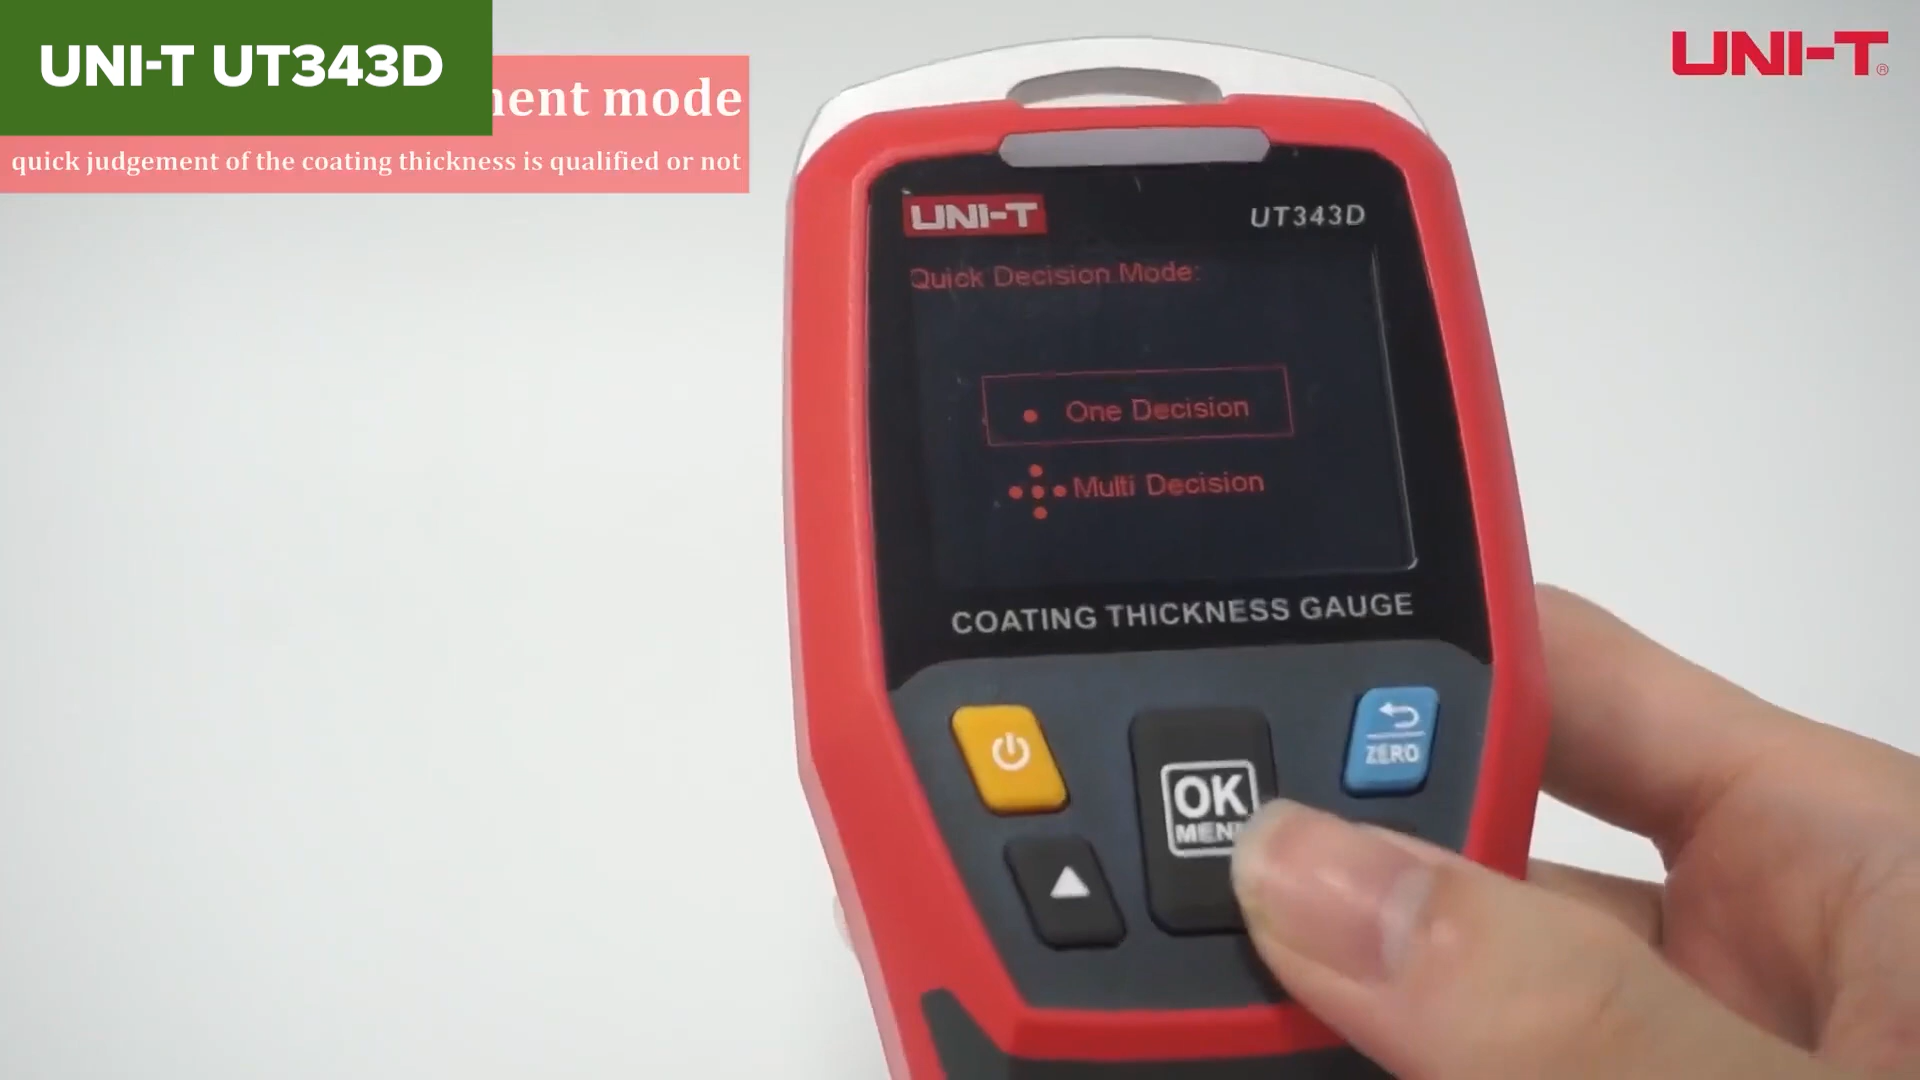 UNI-T UT343D
ment mode
quick judgement of the coating thickness is qualified or not
UNI-T®
UNI-T
UT343D
Quick Decision Mode:
One Decision
Multi Decision
COATING THICKNESS GAUGE
ZERO
OK